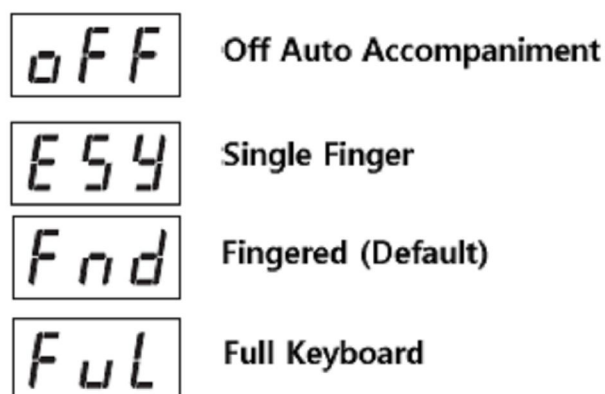 oFF Off Auto Accompaniment
ESY Single Finger
Fnd Fingered (Default)
FuL Full Keyboard